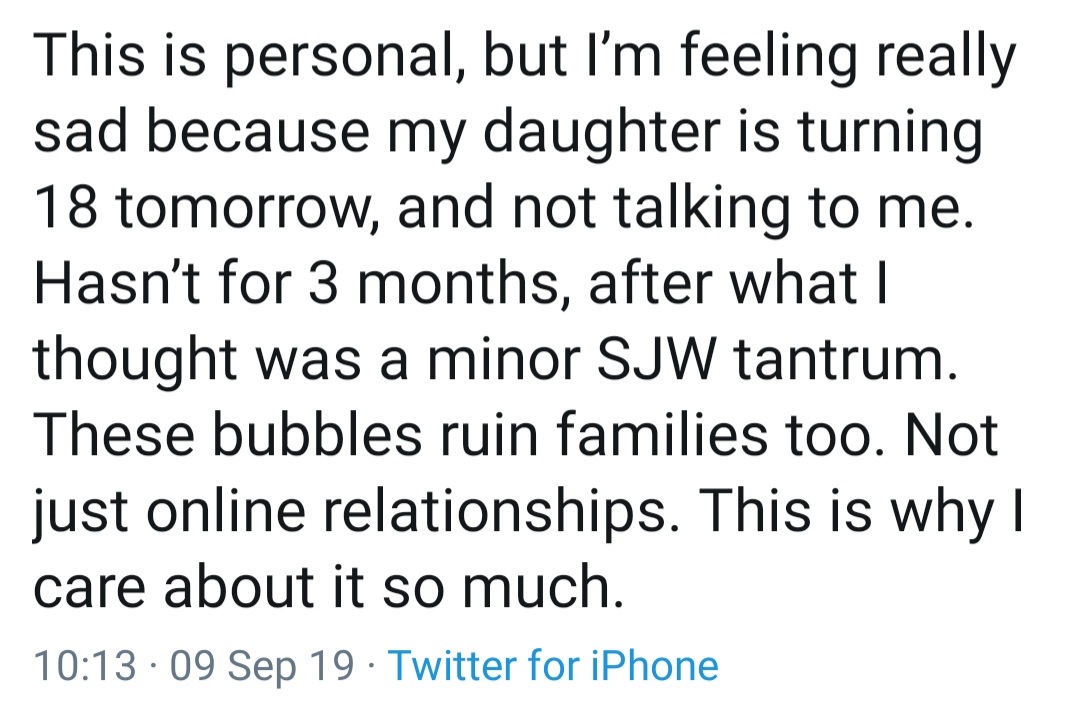 This is personal, but I’m feeling really
sad because my daughter is turning
18 tomorrow, and not talking to me.
Hasn’t for 3 months, after what I
thought was a minor SJW tantrum.
These bubbles ruin families too. Not
just online relationships. This is why I
care about it so much.
10:13 · 09 Sep 19 · Twitter for iPhone